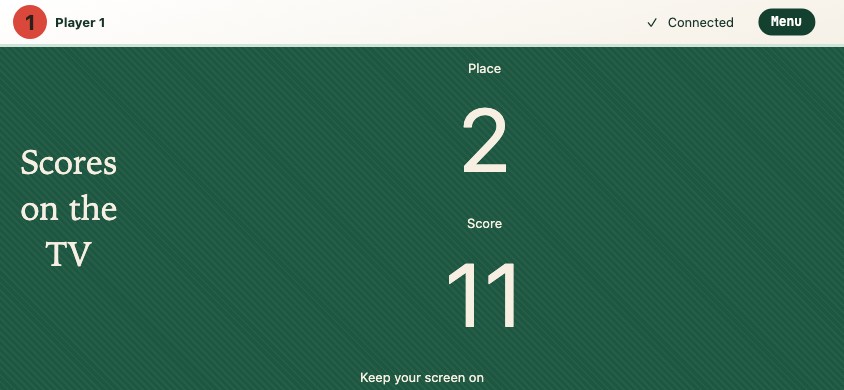 1 Player 1
✓ Connected
Menu
Scores
on the
TV
Place
2
Score
11
Keep your screen on